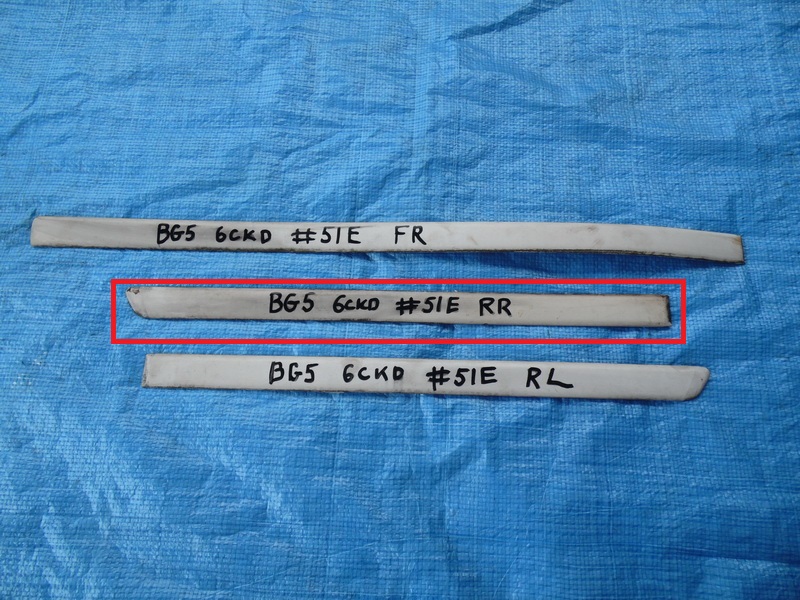 BG5 6CKD #51E FR
BG5 6CKD #51E RR
BG5 6CKD #51E RL